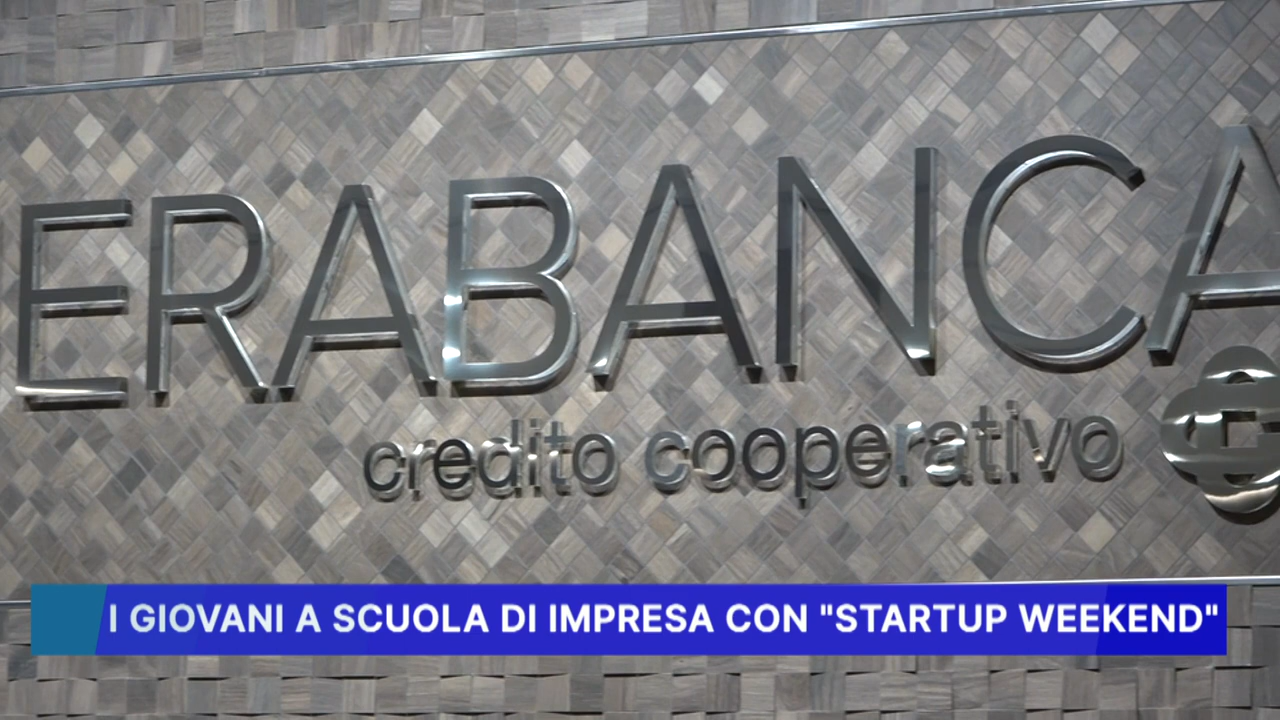 ERABANCA
credito cooperativo
I GIOVANI A SCUOLA DI IMPRESA CON "STARTUP WEEKEND"